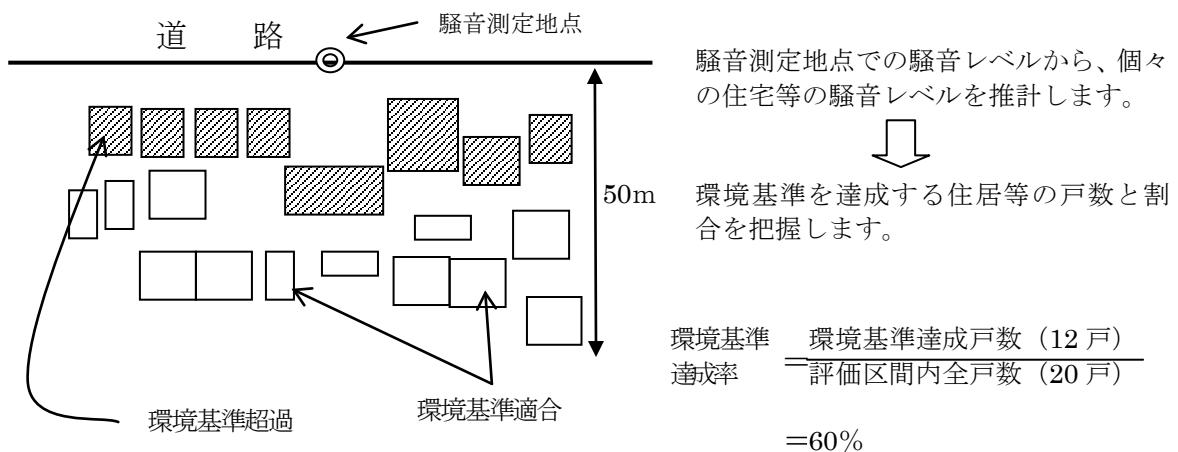 道　路
騒音測定地点
50m
環境基準超過
環境基準適合
騒音測定地点での騒音レベルから、個々
の住宅等の騒音レベルを推計します。
環境基準を達成する住居等の戸数と割
合を把握します。
環境基準
達成率
＝
環境基準達成戸数（12 戸）
評価区間内全戸数（20 戸）
＝60％